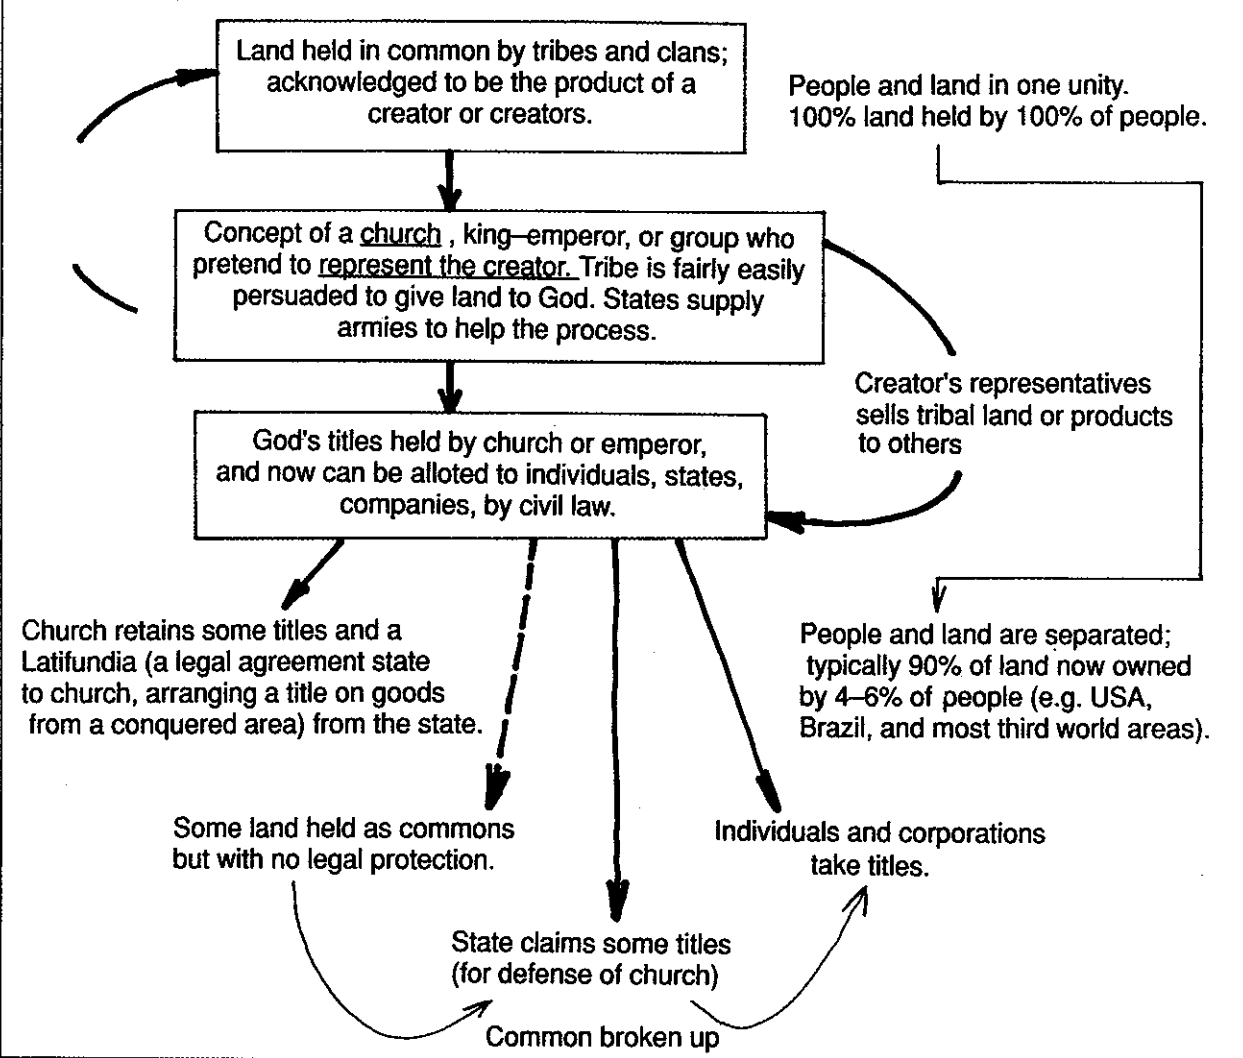 Land held in common by tribes and clans;
acknowledged to be the product of a
creator or creators.
People and land in one unity.
100% land held by 100% of people.
Concept of a church , king–emperor, or group who
pretend to represent the creator. Tribe is fairly easily
persuaded to give land to God. States supply
armies to help the process.
Creator's representatives
sells tribal land or products
to others
God's titles held by church or emperor,
and now can be alloted to individuals, states,
companies, by civil law.
Church retains some titles and a
Latifundia (a legal agreement state
to church, arranging a title on goods
from a conquered area) from the state.
People and land are separated;
typically 90% of land now owned
by 4–6% of people (e.g. USA,
Brazil, and most third world areas).
Some land held as commons
but with no legal protection.
Individuals and corporations
take titles.
State claims some titles
(for defense of church)
Common broken up